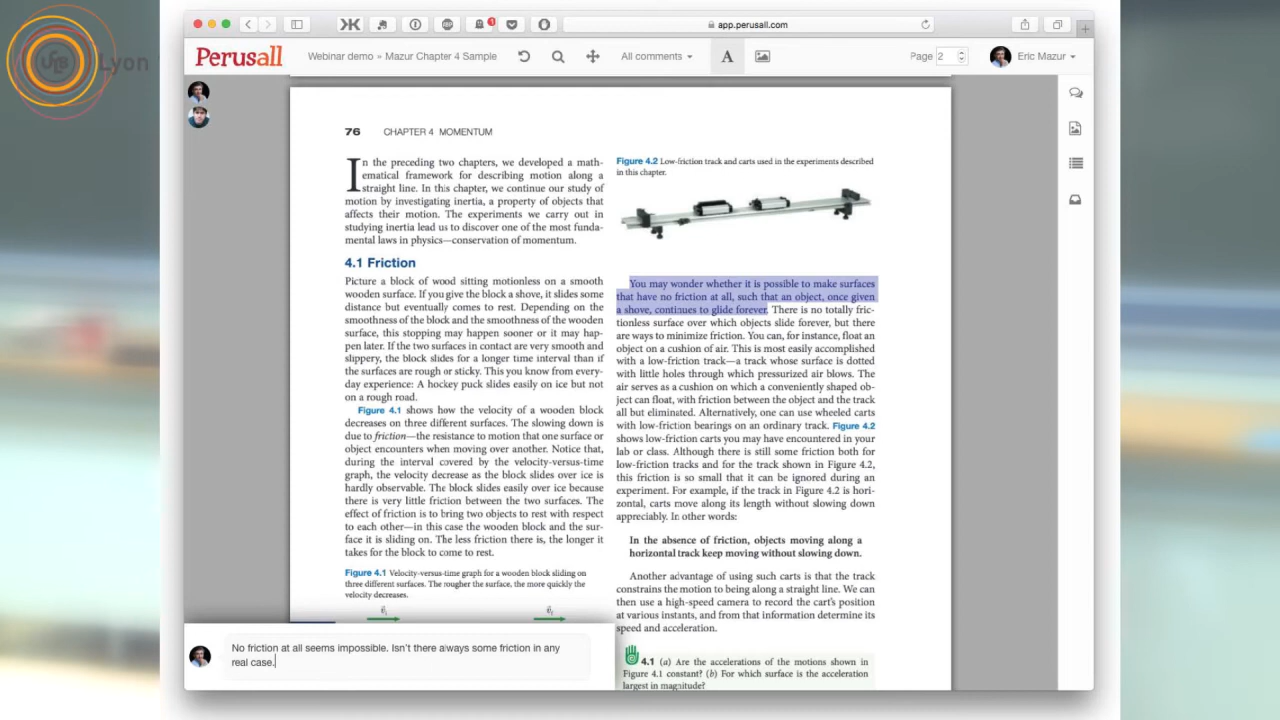 Lyon
app.perusall.com
1
Perusall
Webinar demo » Mazur Chapter 4 Sample
All comments
A
Page 2
Eric Mazur
76 CHAPTER 4 MOMENTUM
In the preceding two chapters, we developed a math-
ematical framework for describing motion along a
straight line. In this chapter, we continue our study of
motion by investigating inertia, a property of objects that
affects their motion. The experiments we carry out in
studying inertia lead us to discover one of the most funda-
mental laws in physics—conservation of momentum.
4.1 Friction
Picture a block of wood sitting motionless on a smooth
wooden surface. If you give the block a shove, it slides some
distance but eventually comes to rest. Depending on the
smoothness of the block and the smoothness of the wooden
surface, this stopping may happen sooner or it may hap-
pen later. If the two surfaces in contact are very smooth and
slippery, the block slides for a longer time interval than if
the surfaces are rough or sticky. This you know from every-
day experience: A hockey puck slides easily on ice but not
on a rough road.
Figure 4.1 shows how the velocity of a wooden block
decreases on three different surfaces. The slowing down is
due to friction—the resistance to motion that one surface or
object encounters when moving over another. Notice that,
during the interval covered by the velocity-versus-time
graph, the velocity decrease as the block slides over ice is
hardly observable. The block slides easily over ice because
there is very little friction between the two surfaces. The
effect of friction is to bring two objects to rest with respect
to each other—in this case the wooden block and the sur-
face it is sliding on. The less friction there is, the longer it
takes for the block to come to rest.
Figure 4.1 Velocity-versus-time graph for a wooden block sliding on
three different surfaces. The rougher the surface, the more quickly the
velocity decreases.
Figure 4.2 Low-friction track and carts used in the experiments described
in this chapter.
You may wonder whether it is possible to make surfaces
that have no friction at all, such that an object, once given
a shove, continues to glide forever. There is no totally fric-
tionless surface over which objects slide forever, but there
are ways to minimize friction. You can, for instance, float an
object on a cushion of air. This is most easily accomplished
with a low-friction track—a track whose surface is dotted
with little holes through which pressurized air blows. The
air serves as a cushion on which a conveniently shaped ob-
ject can float, with friction between the object and the track
all but eliminated. Alternatively, one can use wheeled carts
with low-friction bearings on an ordinary track. Figure 4.2
shows low-friction carts you may have encountered in your
lab or class. Although there is still some friction both for
low-friction tracks and for the track shown in Figure 4.2,
this friction is so small that it can be ignored during an
experiment. For example, if the track in Figure 4.2 is hori-
zontal, carts move along its length without slowing down
appreciably. In other words:
In the absence of friction, objects moving along a
horizontal track keep moving without slowing down.
Another advantage of using such carts is that the track
constrains the motion to being along a straight line. We can
then use a high-speed camera to record the cart's position
at various instants, and from that information determine its
speed and acceleration.
4.1 (a) Are the accelerations of the motions shown in
Figure 4.1 constant? (b) For which surface is the acceleration
largest in magnitude?
No friction at all seems impossible. Isn't there always some friction in any
real case.